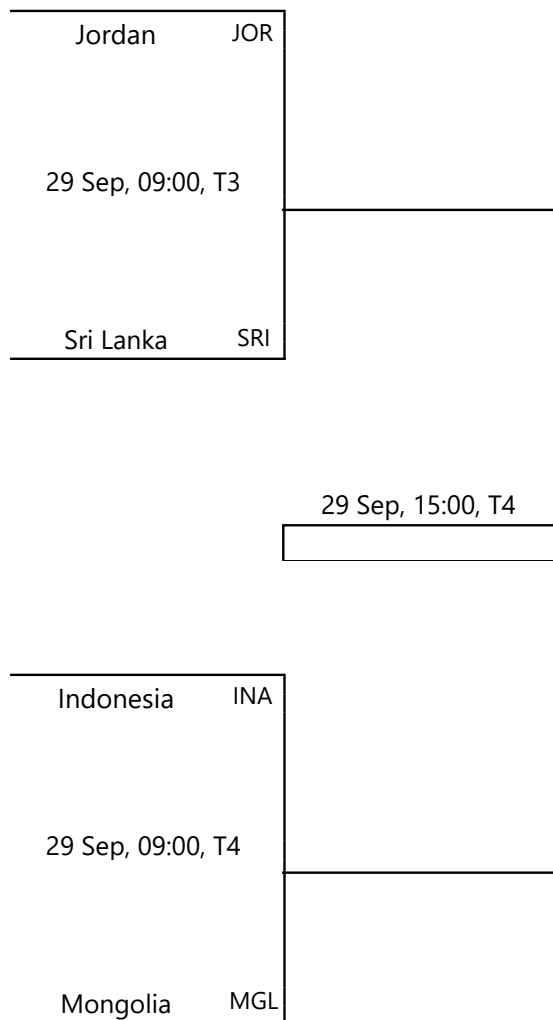 Jordan JOR
29 Sep, 09:00, T3
Sri Lanka SRI
29 Sep, 15:00, T4
Indonesia INA
29 Sep, 09:00, T4
Mongolia MGL